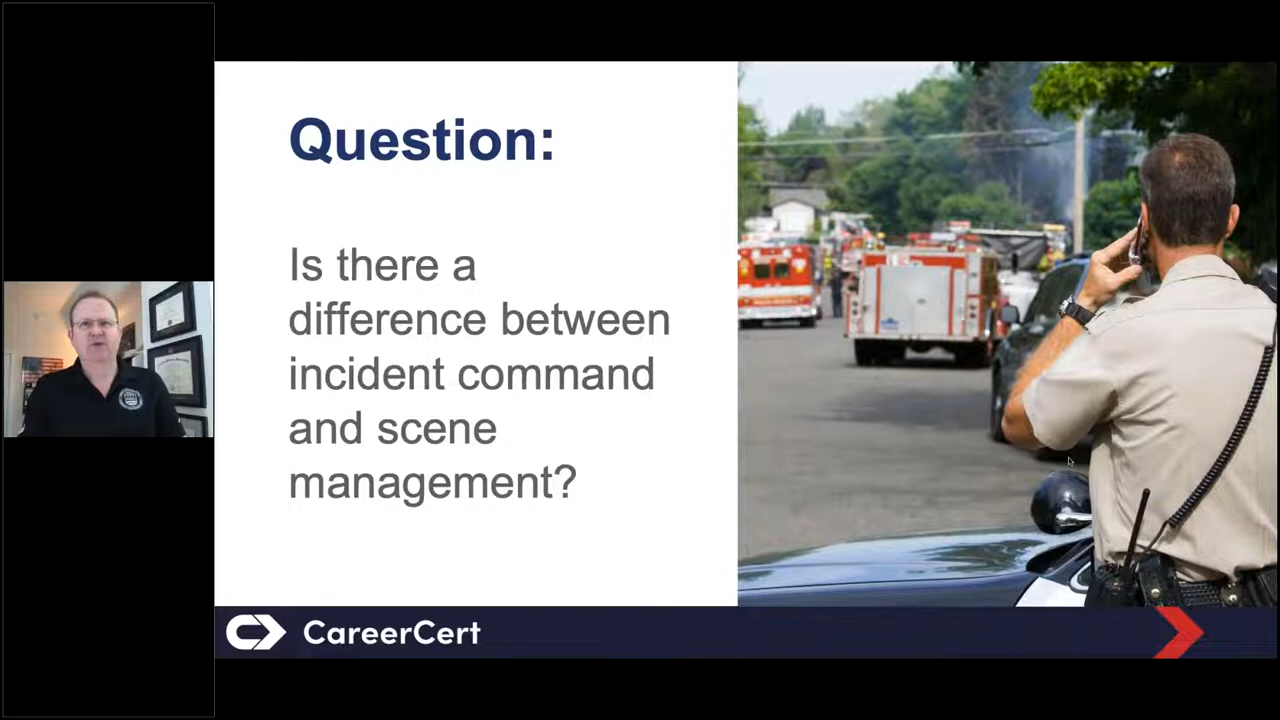 Question:
Is there a
difference between
incident command
and scene
management?
CareerCert